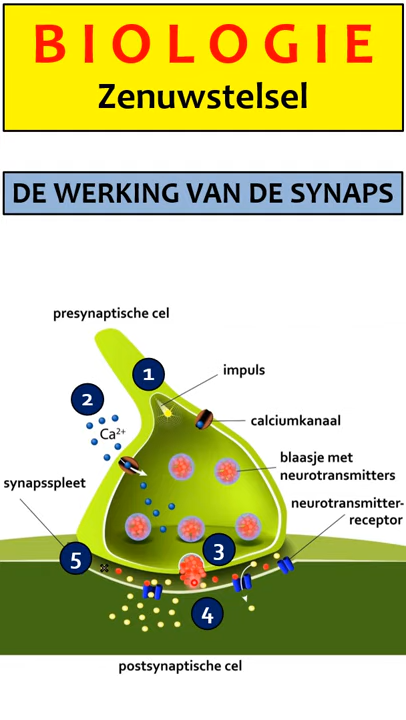 BIOLOGIE
Zenuwstelsel
DE WERKING VAN DE SYNAPS
presynaptische cel
1
impuls
2
calciumkanaal
Ca²⁺
blaasje met
neurotransmitters
synapsspleet
neurotransmitter-
receptor
3
5
4
postsynaptische cel